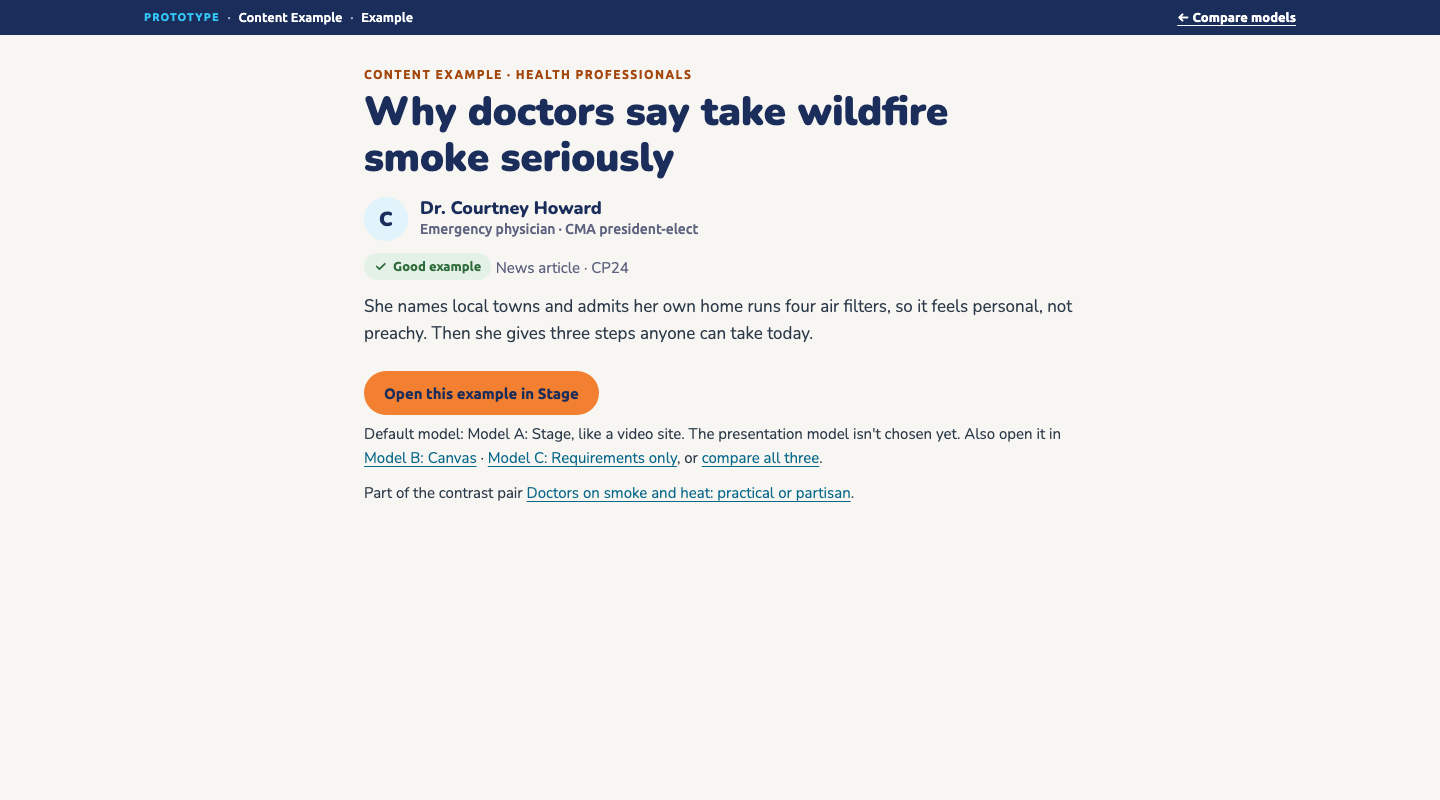 PROTOTYPE · Content Example · Example
← Compare models
CONTENT EXAMPLE · HEALTH PROFESSIONALS
Why doctors say take wildfire
smoke seriously
C
Dr. Courtney Howard
Emergency physician · CMA president-elect
✓ Good example News article · CP24
She names local towns and admits her own home runs four air filters, so it feels personal, not
preachy. Then she gives three steps anyone can take today.
Open this example in Stage
Default model: Model A: Stage, like a video site. The presentation model isn't chosen yet. Also open it in
Model B: Canvas · Model C: Requirements only, or compare all three.
Part of the contrast pair Doctors on smoke and heat: practical or partisan.